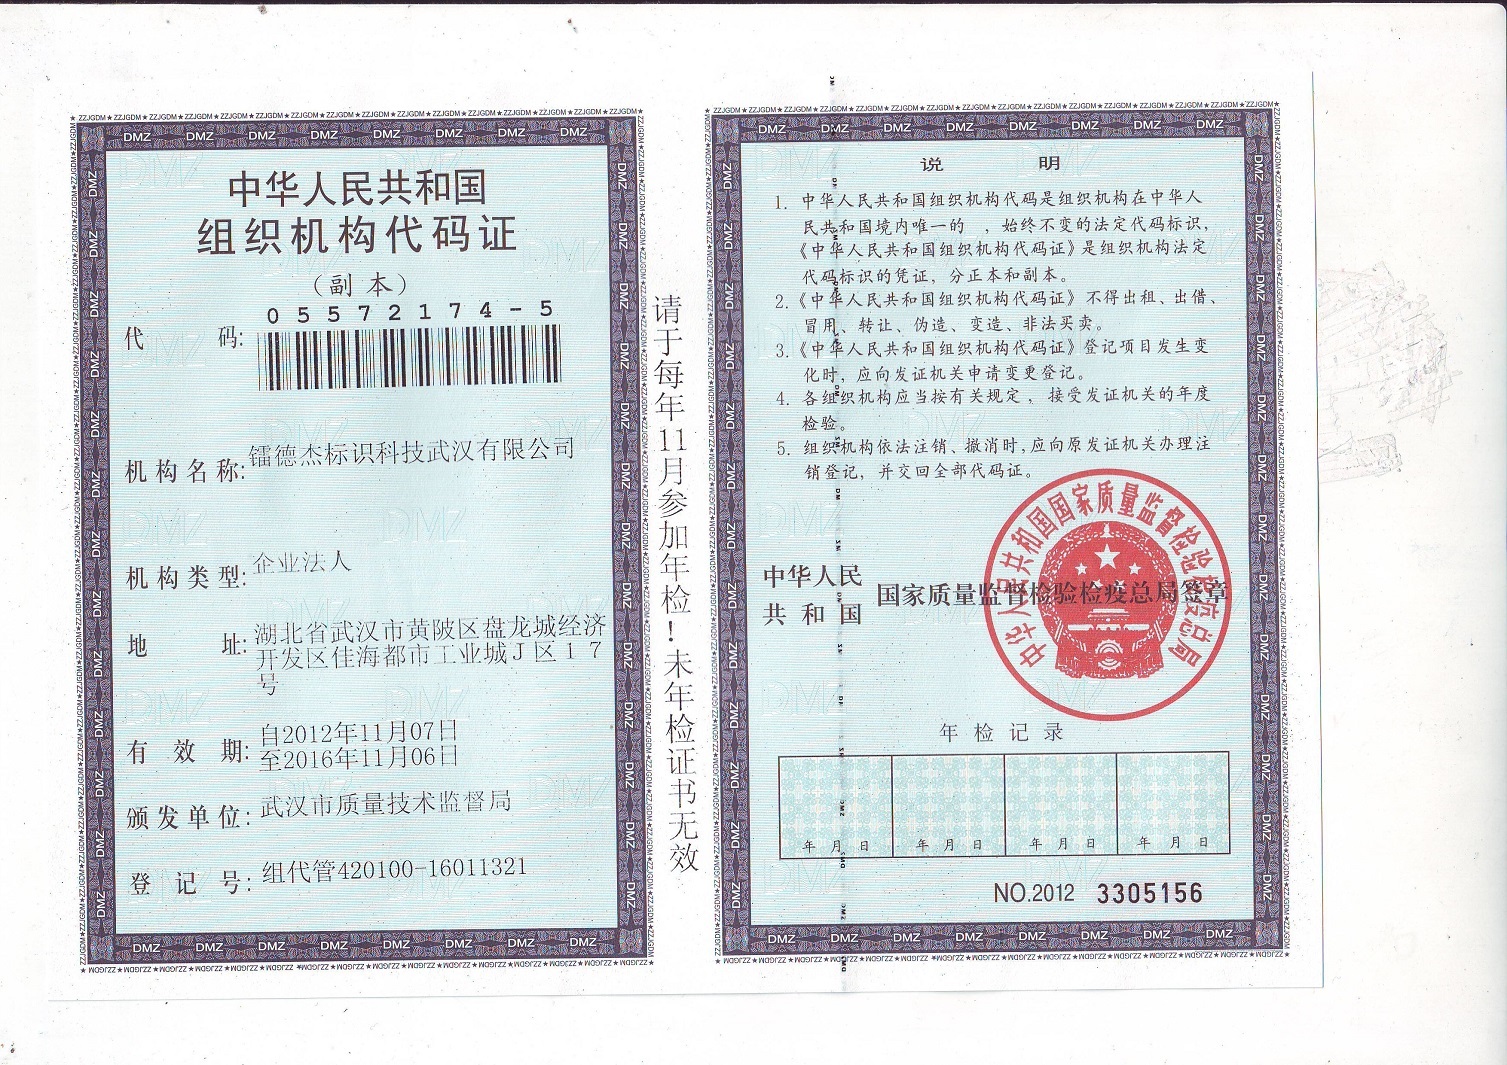 中华人民共和国
组织机构代码证
（副本）
代 码: 05572174-5
机构名称: 镭德杰标识科技武汉有限公司
机构类型: 企业法人
地 址: 湖北省武汉市黄陂区盘龙城经济
开发区佳海都市工业城J区17
号
有 效 期: 自2012年11月07日
至2016年11月06日
颁发单位: 武汉市质量技术监督局
登 记 号: 组代管420100-16011321
请于每年11月参加年检！未年检证书无效
说 明
1. 中华人民共和国组织机构代码是组织机构在中华人
民共和国境内唯一的 ，始终不变的法定代码标识，
《中华人民共和国组织机构代码证》是组织机构法定
代码标识的凭证，分正本和副本。
2.《中华人民共和国组织机构代码证》不得出租、出借、
冒用、转让、伪造、变造、非法买卖。
3.《中华人民共和国组织机构代码证》登记项目发生变
化时，应向发证机关申请变更登记。
4. 各组织机构应当按有关规定，接受发证机关的年度
检验。
5. 组织机构依法注销、撤消时，应向原发证机关办理注
销登记，并交回全部代码证。
中华人民
共和国 国家质量监督检验检疫总局签章
中华人民共和国国家质量监督检验检疫总局
年检记录
年 月 日 年 月 日 年 月 日 年 月 日
NO.2012 3305156